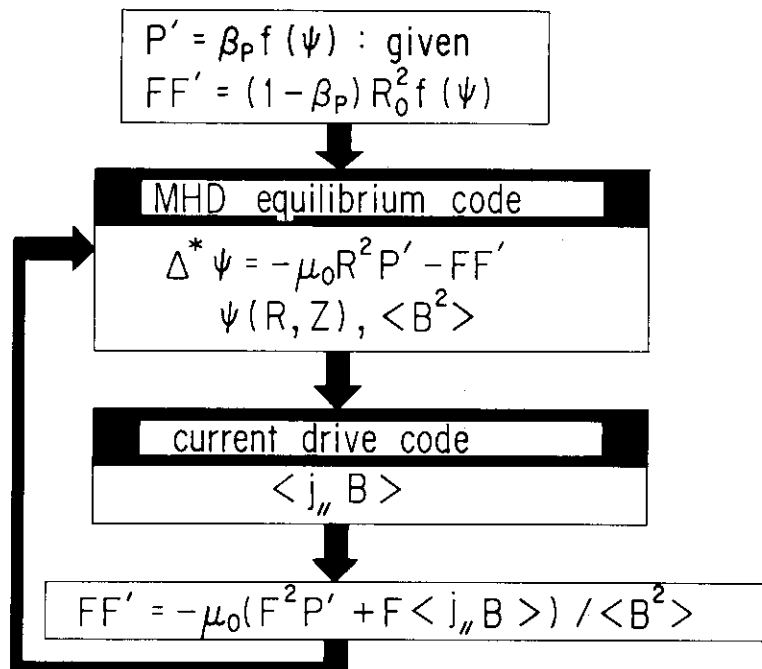 P′ = βₚ f (ψ) : given
FF′ = (1 − βₚ) R₀² f (ψ)
MHD equilibrium code
Δ* ψ = −μ₀R²P′ − FF′
ψ (R, Z), <B²>
current drive code
< j〃 B >
FF′ = −μ₀(F²P′ + F< j〃 B >) / <B²>